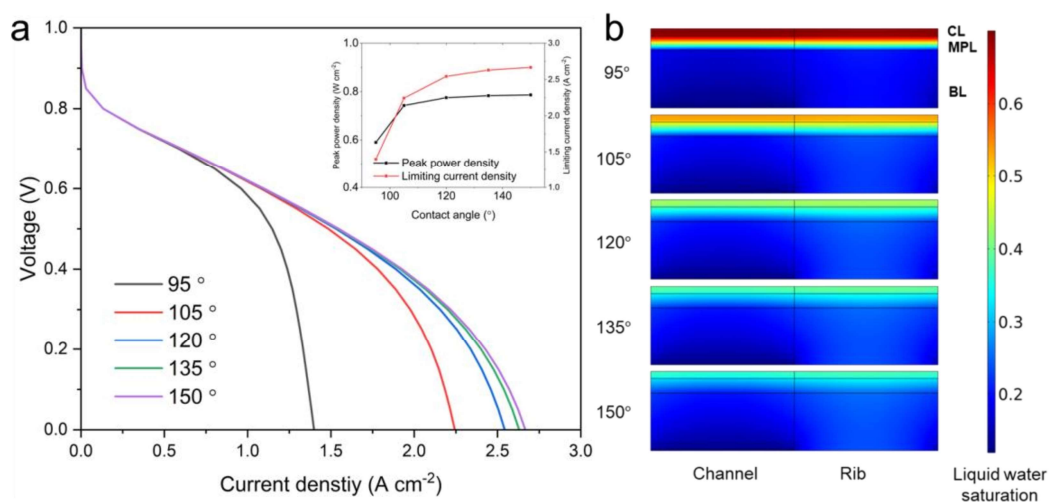 a
1.0
0.8
0.6
0.4
0.2
0.0
Voltage (V)
0.0
0.5
1.0
1.5
2.0
2.5
3.0
Current denstiy (A cm-2)
95 °
105 °
120 °
135 °
150 °
1.0
0.8
0.6
0.4
Peak power density (W cm-2)
3.0
2.5
2.0
1.5
1.0
Limiting current density (A cm-2)
Peak power density
Limiting current density
100
120
140
Contact angle (°)
b
95°
105°
120°
135°
150°
CL
MPL
BL
Channel
Rib
0.6
0.5
0.4
0.3
0.2
Liquid water
saturation